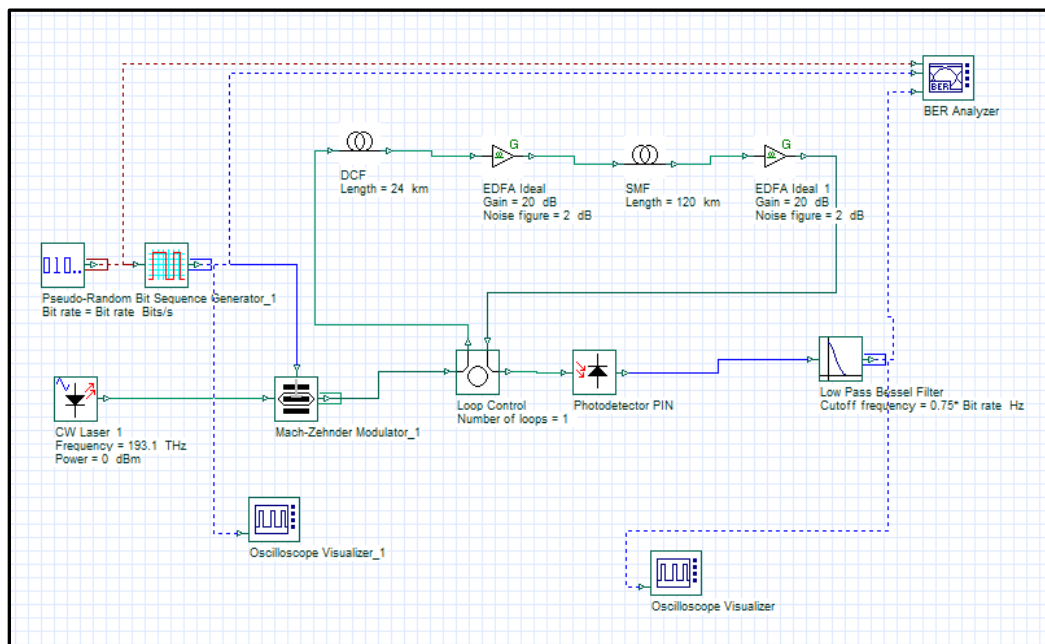 BER
BER Analyzer
G
G
DCF
Length = 24 km
EDFA Ideal
Gain = 20 dB
Noise figure = 2 dB
SMF
Length = 120 km
EDFA Ideal 1
Gain = 20 dB
Noise figure = 2 dB
010..
Pseudo-Random Bit Sequence Generator_1
Bit rate = Bit rate Bits/s
CW Laser 1
Frequency = 193.1 THz
Power = 0 dBm
Mach-Zehnder Modulator_1
Loop Control
Number of loops = 1
Photodetector PIN
Low Pass Bessel Filter
Cutoff frequency = 0.75* Bit rate Hz
Oscilloscope Visualizer_1
Oscilloscope Visualizer